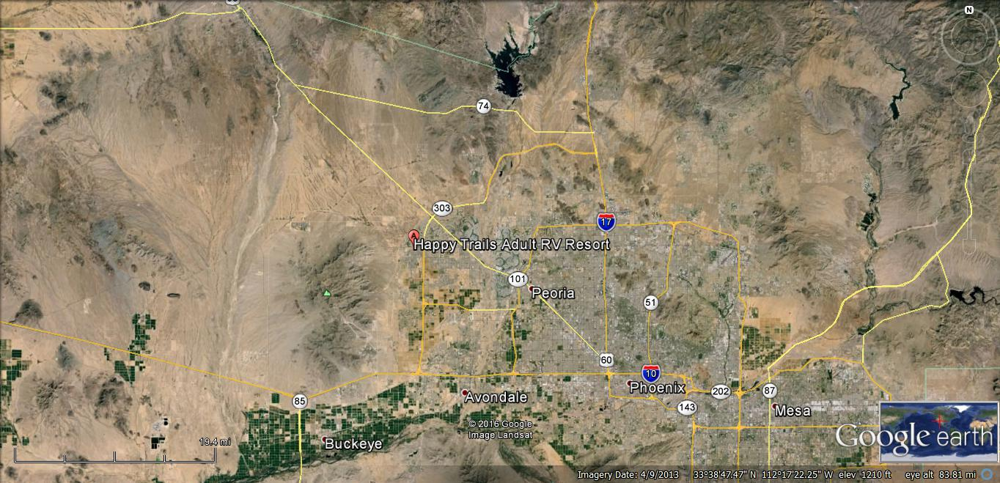 N
74
303
17
A
Happy Trails Adult RV Resort
101
Peoria
51
60
10
Phoenix
Avondale
202
87
85
143
Mesa
© 2016 Google
Image Landsat
19.4 mi
Buckeye
Google earth
Imagery Date: 4/9/2013 33°38'47.47" N 112°17'22.25" W elev 1210 ft eye alt 83.81 mi